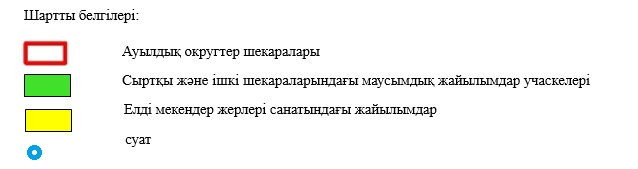 Шартты белгілері:
Ауылдық округтер шекаралары
Сыртқы және ішкі шекараларындағы маусымдық жайылымдар учаскелері
Елді мекендер жерлері санатындағы жайылымдар
суат